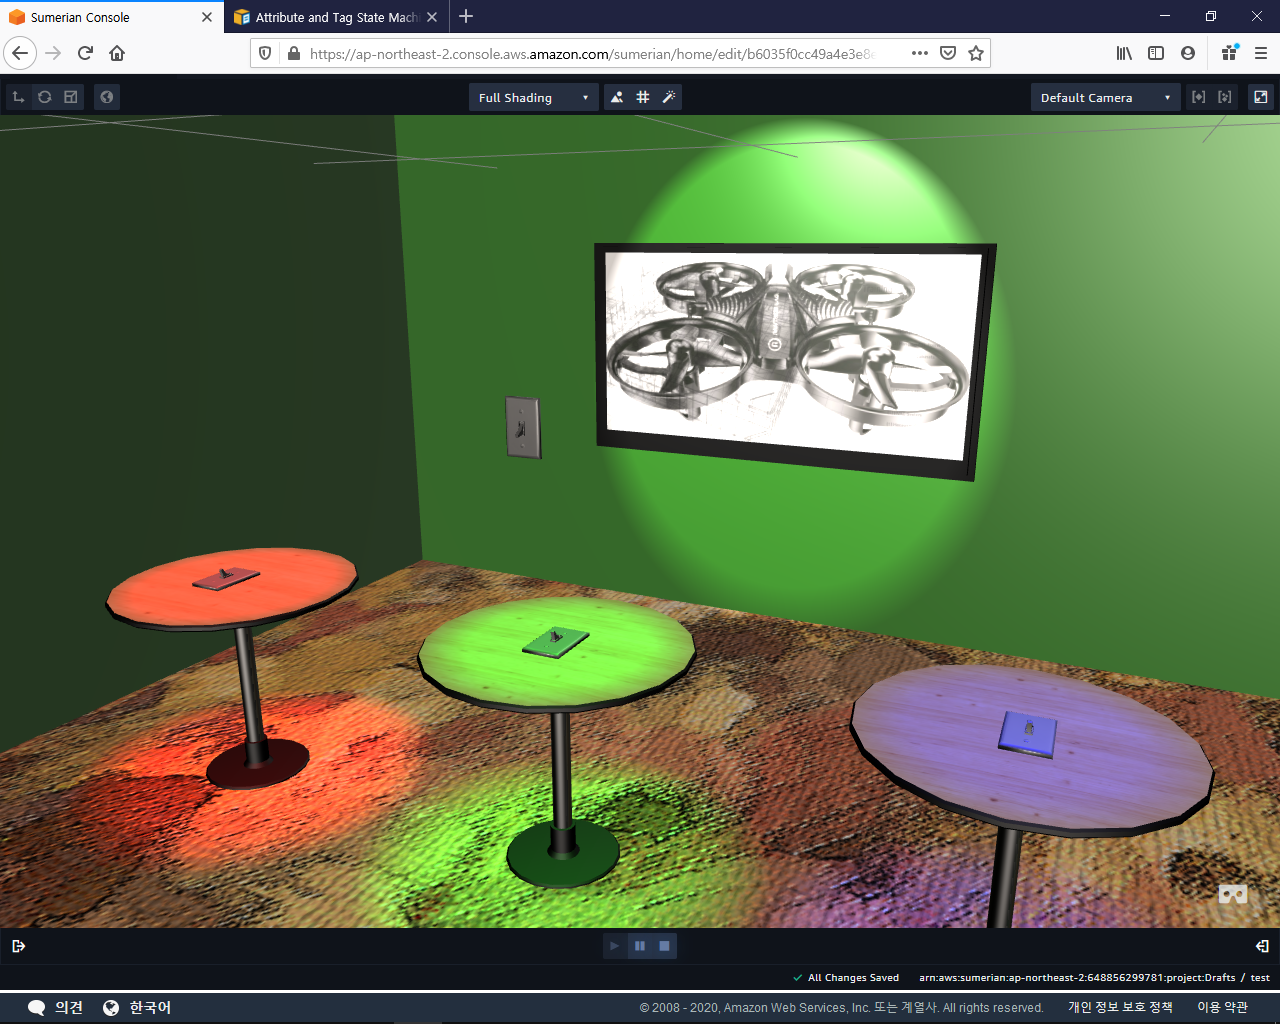 Sumerian Console
Attribute and Tag State Mach
https://ap-northeast-2.console.aws.amazon.com/sumerian/home/edit/b6035f0cc49a4e3e8e
Full Shading
Default Camera
All Changes Saved
arn:aws:sumerian:ap-northeast-2:648856299781:project:Drafts / test
의견
한국어
© 2008 - 2020, Amazon Web Services, Inc. 또는 계열사. All rights reserved.
개인 정보 보호 정책
이용 약관